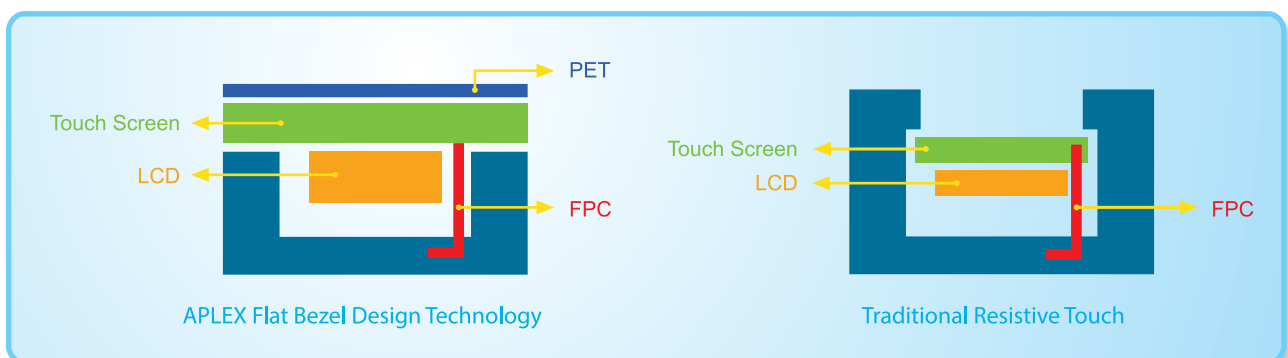 PET
Touch Screen
LCD
FPC
APLEX Flat Bezel Design Technology
Touch Screen
LCD
FPC
Traditional Resistive Touch